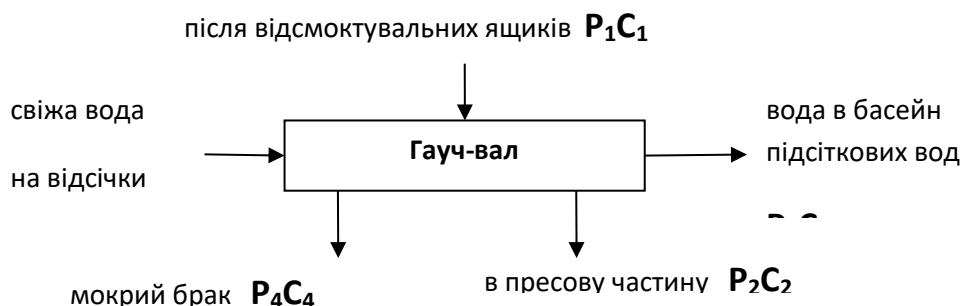 після відсмоктувальних ящиків P₁C₁
свіжа вода
на відсічки
Гауч-вал
вода в басейн
підсіткових вод
мокрий брак P₄C₄
в пресову частину P₂C₂